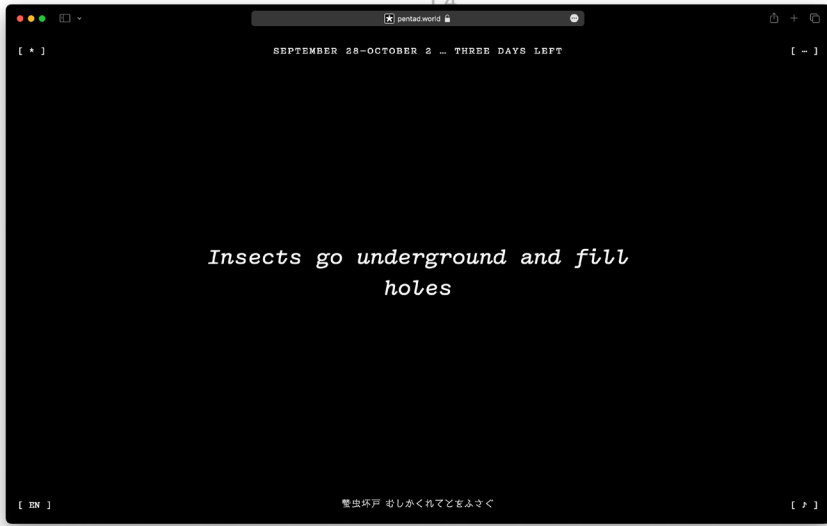 pentad.world
[ * ]
SEPTEMBER 28–OCTOBER 2 … THREE DAYS LEFT
[ … ]
Insects go underground and fill
holes
[ EN ]
蟄虫坏戸 むしかくれてとをふさぐ
[ ♪ ]